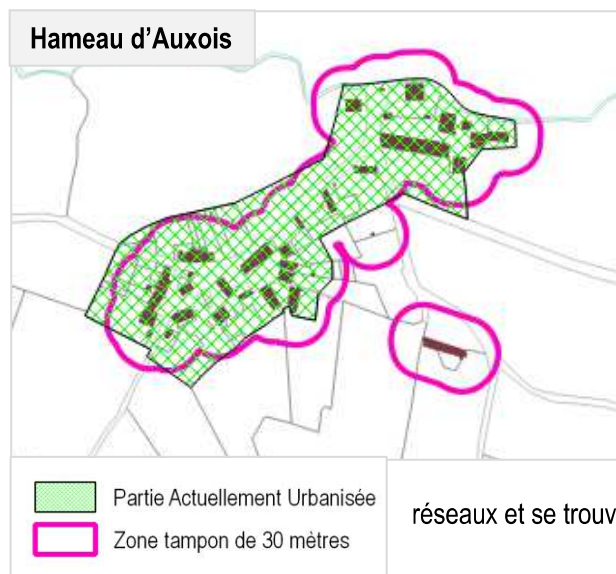 Hameau d'Auxois
Partie Actuellement Urbanisée
Zone tampon de 30 mètres
réseaux et se trouv